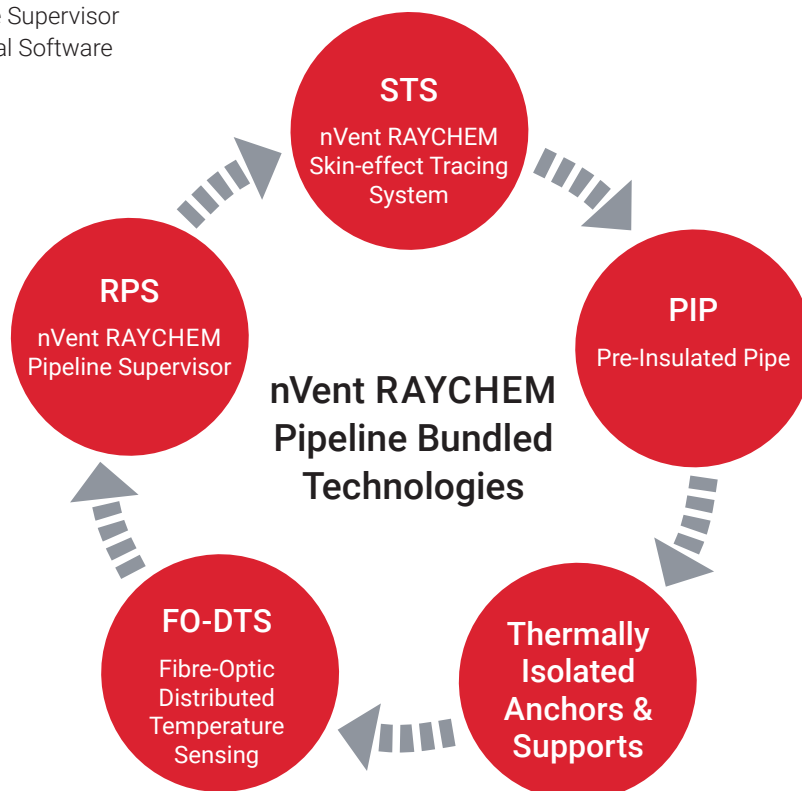 Supervisor
al Software
STS
nVent RAYCHEM
Skin-effect Tracing
System
PIP
Pre-Insulated Pipe
Thermally
Isolated
Anchors &
Supports
FO-DTS
Fibre-Optic
Distributed
Temperature
Sensing
RPS
nVent RAYCHEM
Pipeline Supervisor
nVent RAYCHEM
Pipeline Bundled
Technologies